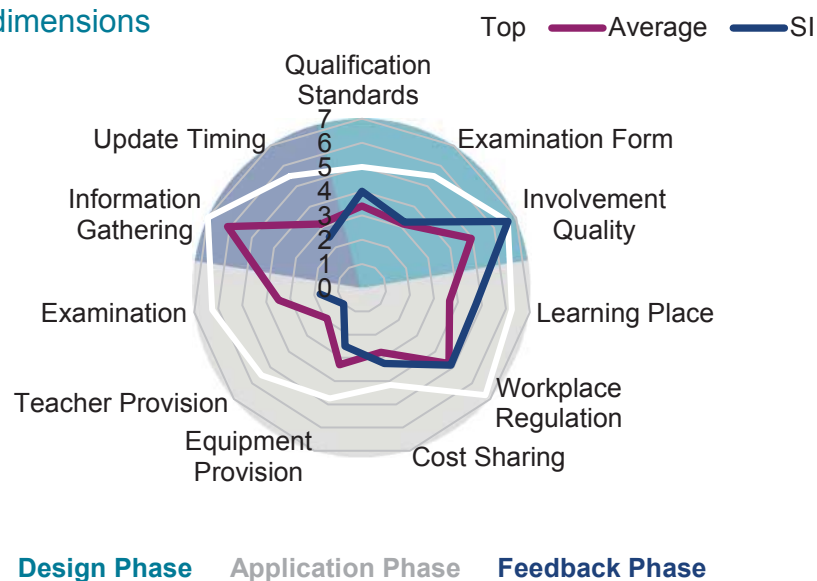 dimensions
Top Average SI
Qualification
Standards
7
6
5
4
3
2
1
0
Examination Form
Involvement
Quality
Learning Place
Workplace
Regulation
Cost Sharing
Equipment
Provision
Teacher Provision
Examination
Information
Gathering
Update Timing
Design Phase Application Phase Feedback Phase